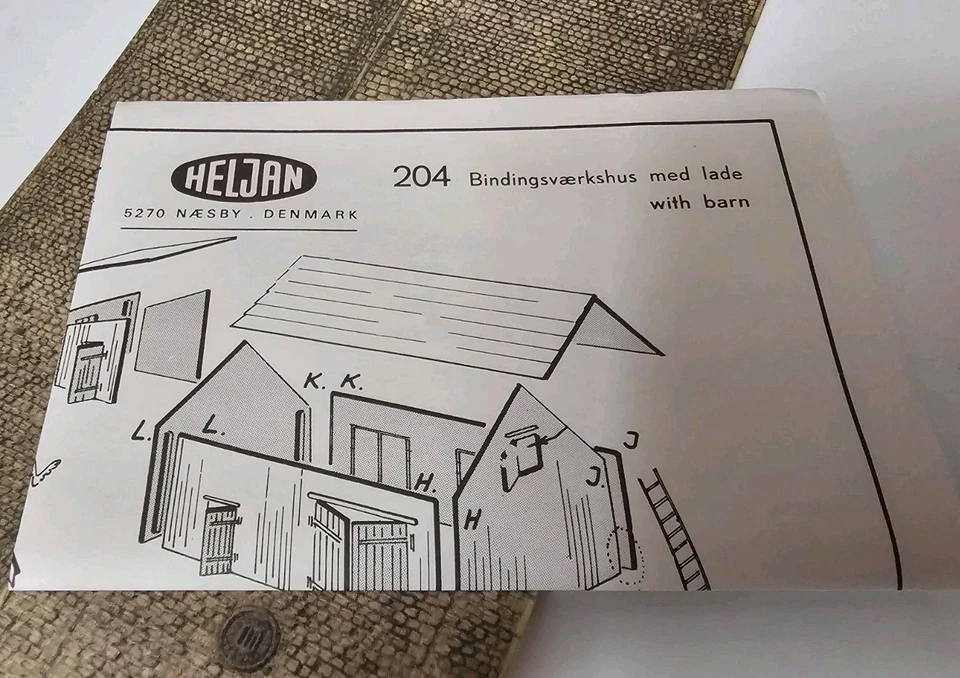 HELJAN
5270 NÆSBY . DENMARK
204 Bindingsværkshus med lade
with barn
K. K.
L. L.
J
J.
H.
H